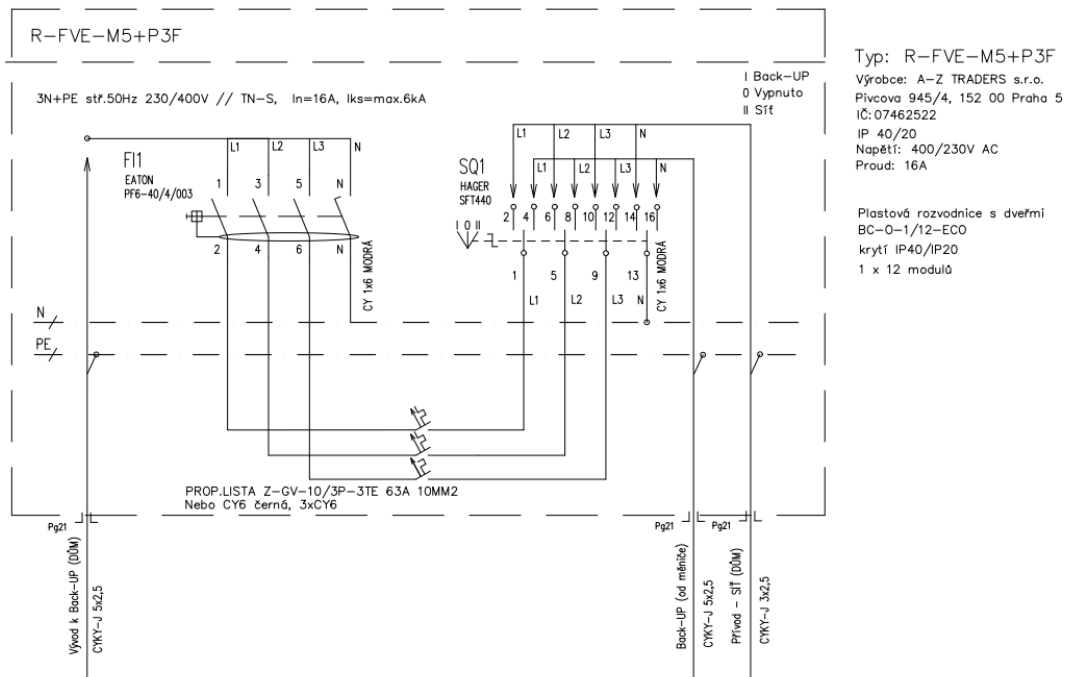 R-FVE-M5+P3F
3N+PE stř.50Hz 230/400V // TN-S, In=16A, Iks=max.6kA
I Back-UP
0 Vypnuto
II Síť
Typ: R-FVE-M5+P3F
Výrobce: A-Z TRADERS s.r.o.
Pivcova 945/4, 152 00 Praha 5
IČ: 07462522
IP 40/20
Napětí: 400/230V AC
Proud: 16A
Plastová rozvodnice s dveřmi
BC-O-1/12-ECO
krytí IP40/IP20
1 x 12 modulů
FI1
EATON
PF6-40/4/003
L1 L2 L3 N
1 3 5 N
2 4 6 N
CY 1x6 MODRÁ
SQ1
HAGER
SFT440
I 0 II
L1 L2 L3 N
L1 L2 L3 N
2 4 6 8 10 12 14 16
1 5 9 13
L1 L2 L3 N
CY 1x6 MODRÁ
N
PE
PROP.LISTA Z-GV-10/3P-3TE 63A 10MM2
Nebo CY6 černá, 3xCY6
Pg21
Pg21
Pg21
Vývod k Back-UP (DŮM)
CYKY-J 5x2,5
Back-UP (od měniče)
CYKY-J 5x2,5
Přívod - SÍŤ (DŮM)
CYKY-J 3x2,5